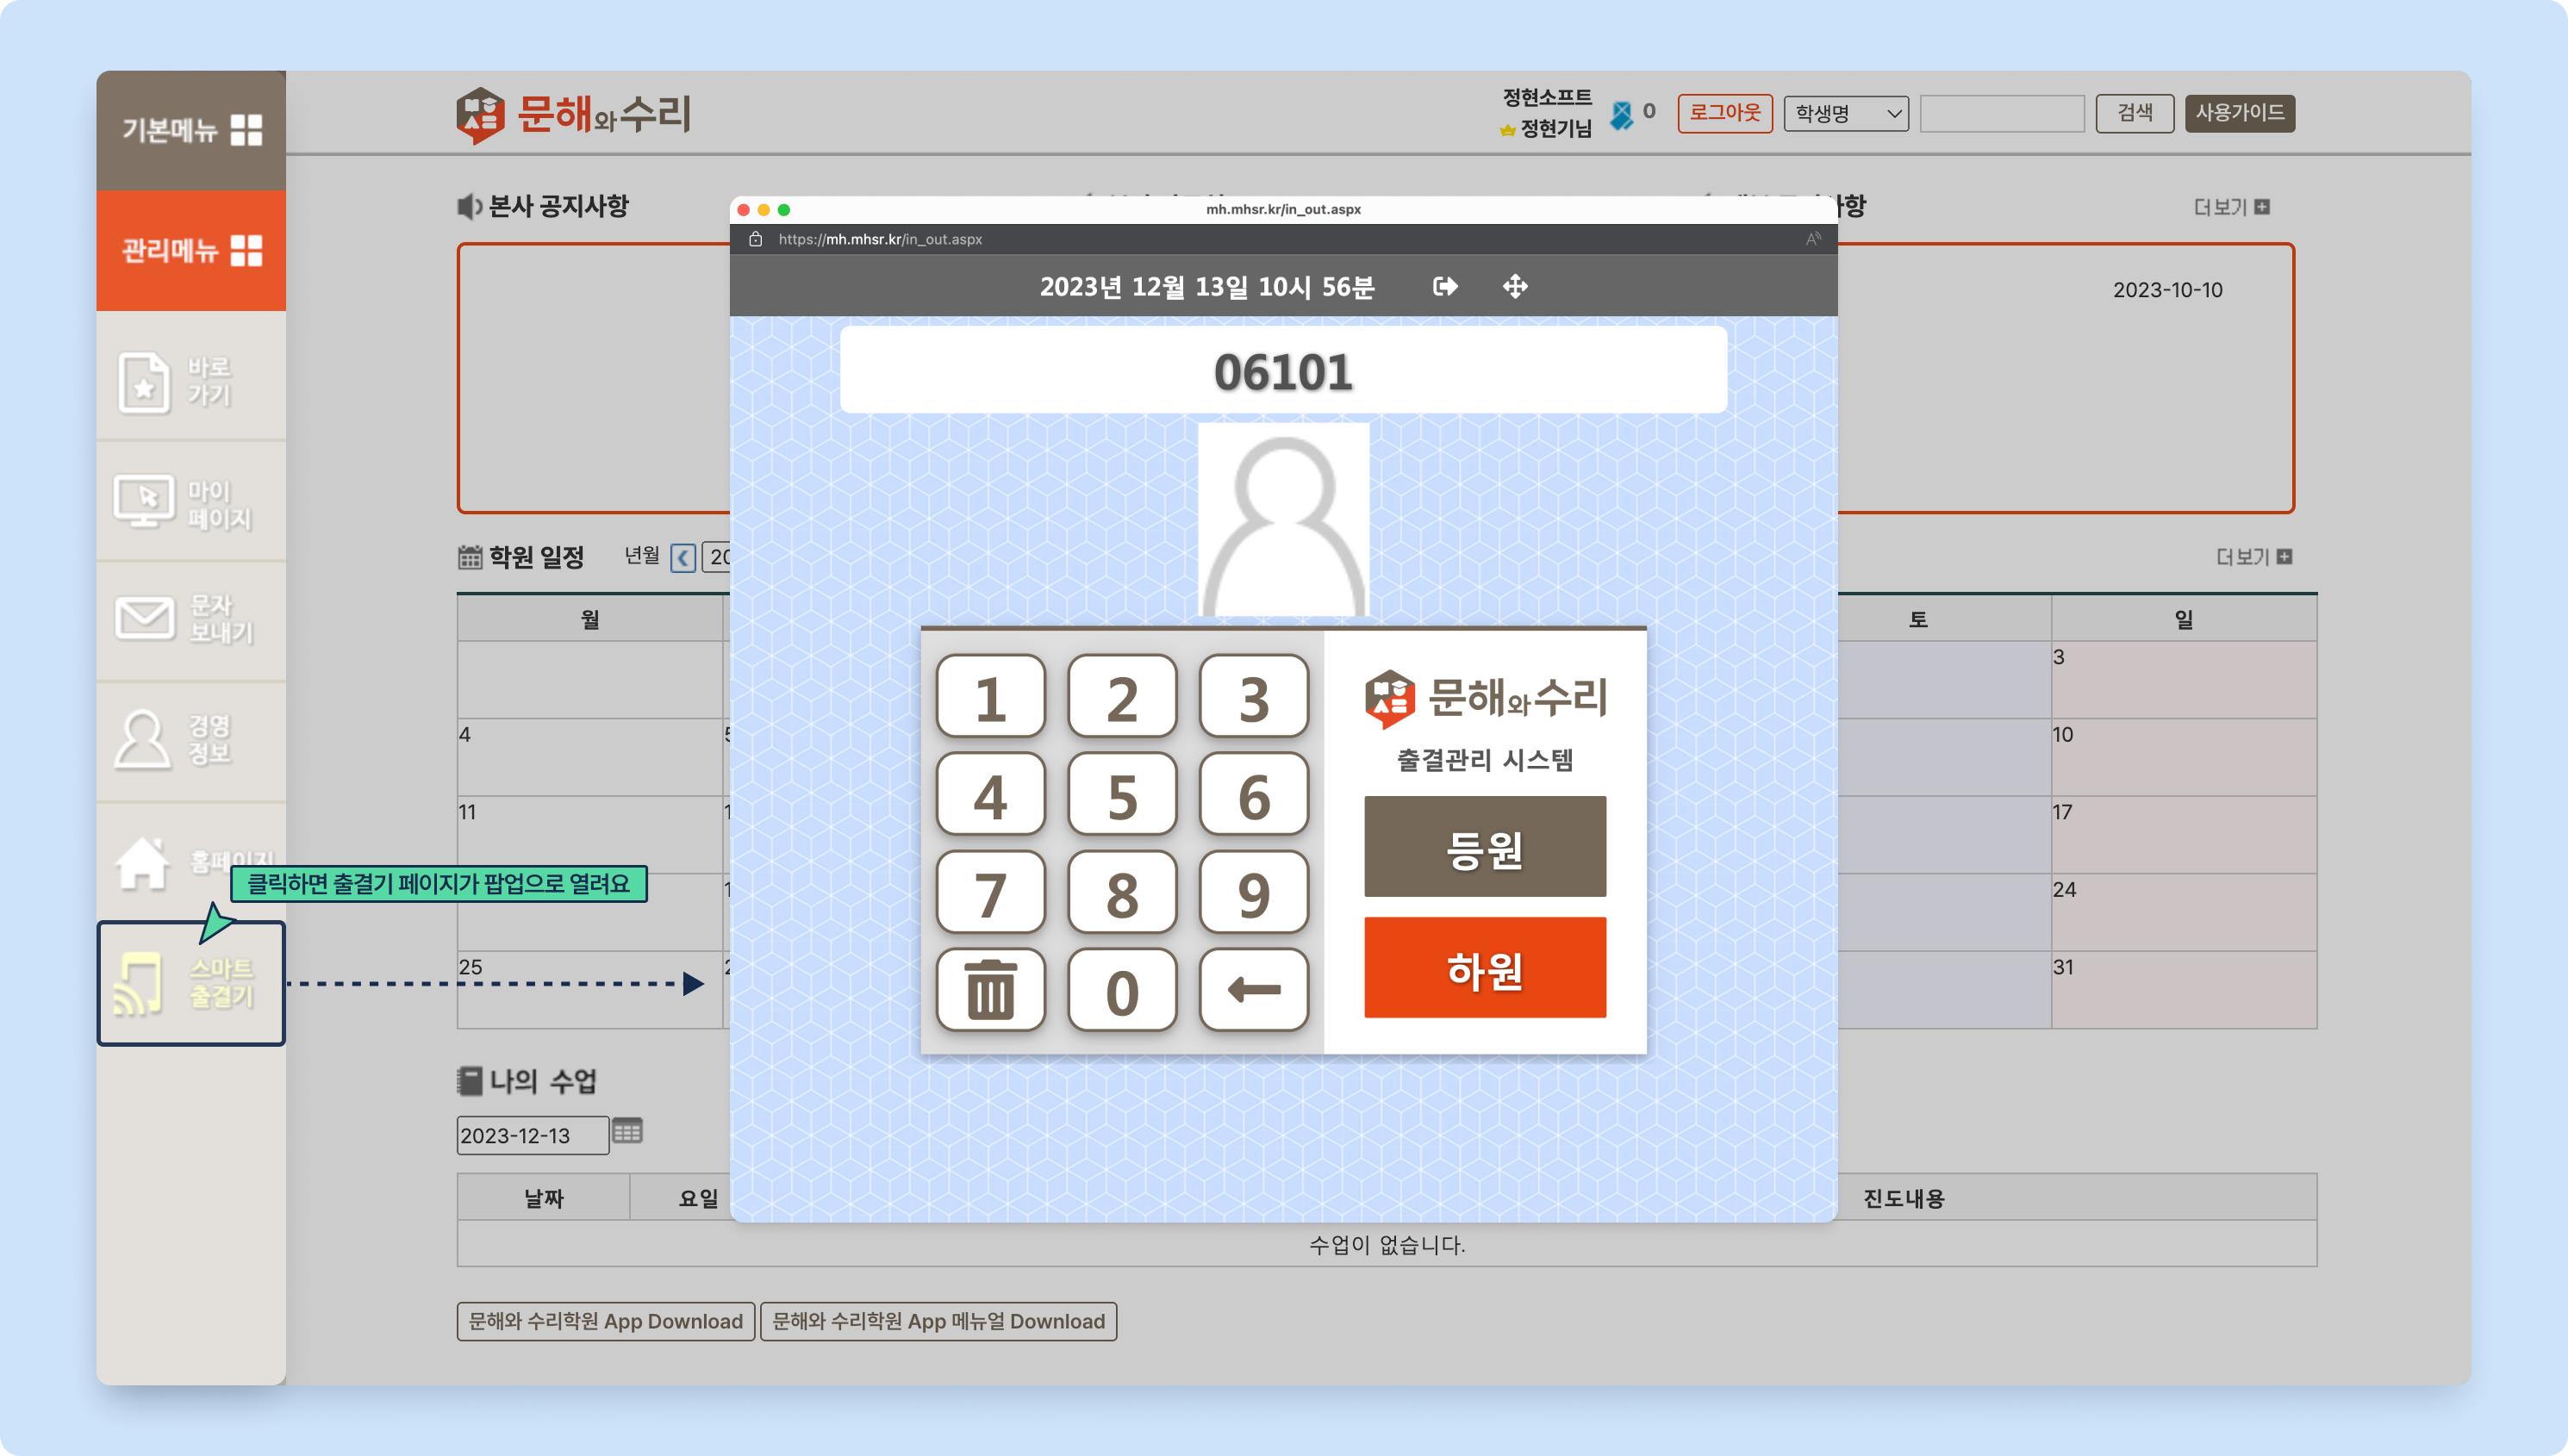 기본메뉴
관리메뉴
바로
가기
마이
페이지
문자
보내기
경영
정보
홈페이지
클릭하면 출결기 페이지가 팝업으로 열려요
스마트
출결기
문해와수리
정현소프트
정현기님
0
로그아웃
학생명
검색
사용가이드
본사 공지사항
사항
더보기
2023-10-10
학원 일정
년월
20
더보기
월
토
일
3
4
10
11
17
24
25
31
mh.mhsr.kr/in_out.aspx
https://mh.mhsr.kr/in_out.aspx
2023년 12월 13일 10시 56분
06101
1
2
3
4
5
6
7
8
9
0
문해와수리
출결관리 시스템
등원
하원
나의 수업
2023-12-13
날짜
요일
진도내용
수업이 없습니다.
문해와 수리학원 App Download
문해와 수리학원 App 메뉴얼 Download